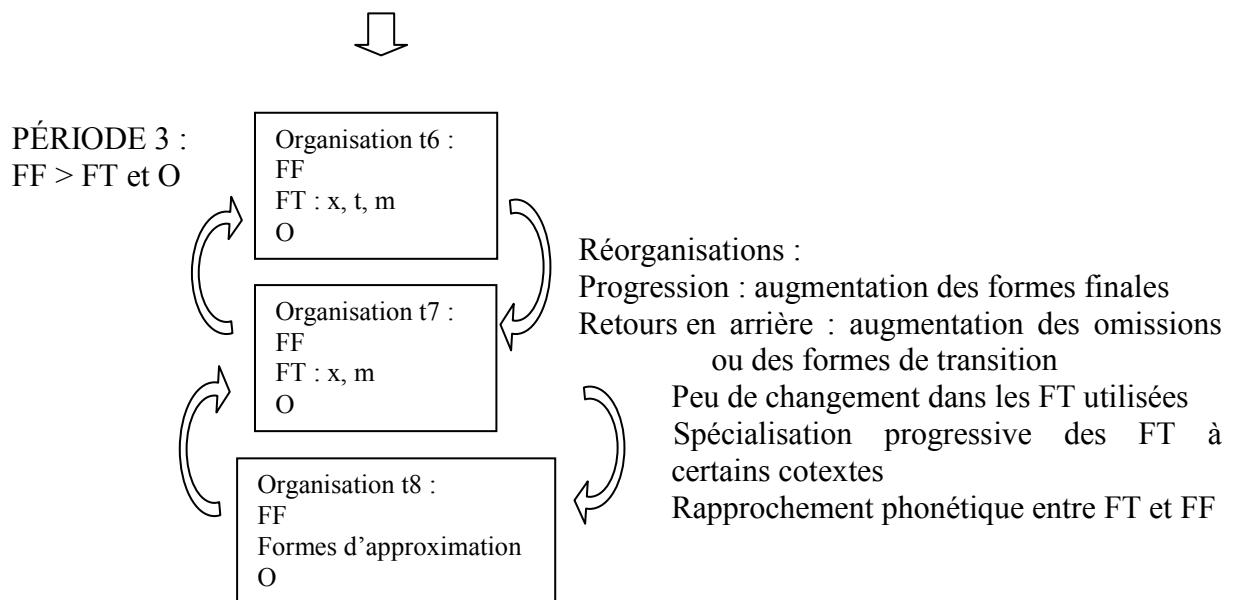 PÉRIODE 3 :
FF > FT et O
Organisation t6 :
FF
FT : x, t, m
O
Organisation t7 :
FF
FT : x, m
O
Organisation t8 :
FF
Formes d'approximation
O
Réorganisations :
Progression : augmentation des formes finales
Retours en arrière : augmentation des omissions
ou des formes de transition
Peu de changement dans les FT utilisées
Spécialisation progressive des FT à
certains cotextes
Rapprochement phonétique entre FT et FF